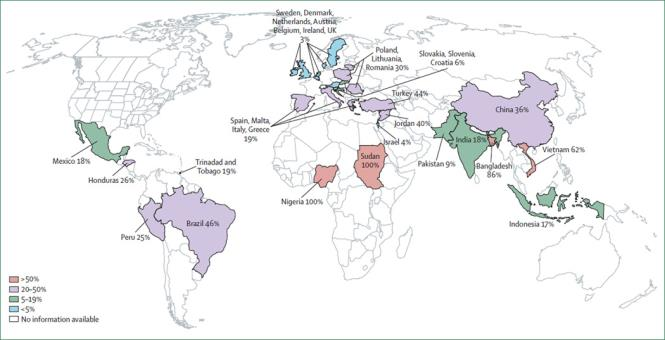 Sweden, Denmark,
Netherlands, Austria,
Belgium, Ireland, UK
3%
Poland,
Lithuania,
Romania 30%
Slovakia, Slovenia,
Croatia 6%
Turkey 44%
China 36%
Spain, Malta,
Italy, Greece
19%
Jordan 40%
Israel 4%
India 18%
Vietnam 62%
Mexico 18%
Trinadad and
Tobago 19%
Sudan
100%
Pakistan 9%
Bangladesh
86%
Honduras 26%
Nigeria 100%
Brazil 46%
Indonesia 17%
Peru 25%
>50%
20–50%
5–19%
<5%
No information available